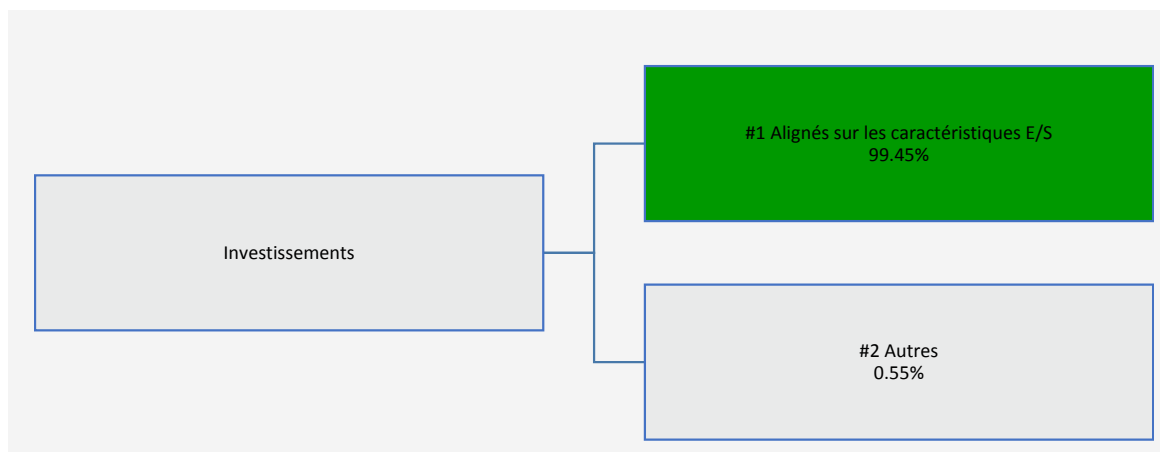 #1 Alignés sur les caractéristiques E/S
99.45%
Investissements
#2 Autres
0.55%